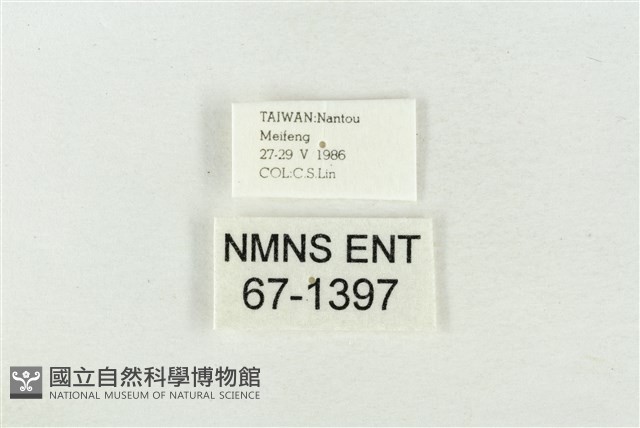 TAIWAN:Nantou
Meifeng
27-29 V 1986
COL:C.S.Lin
NMNS ENT
67-1397
國立自然科學博物館
NATIONAL MUSEUM OF NATURAL SCIENCE